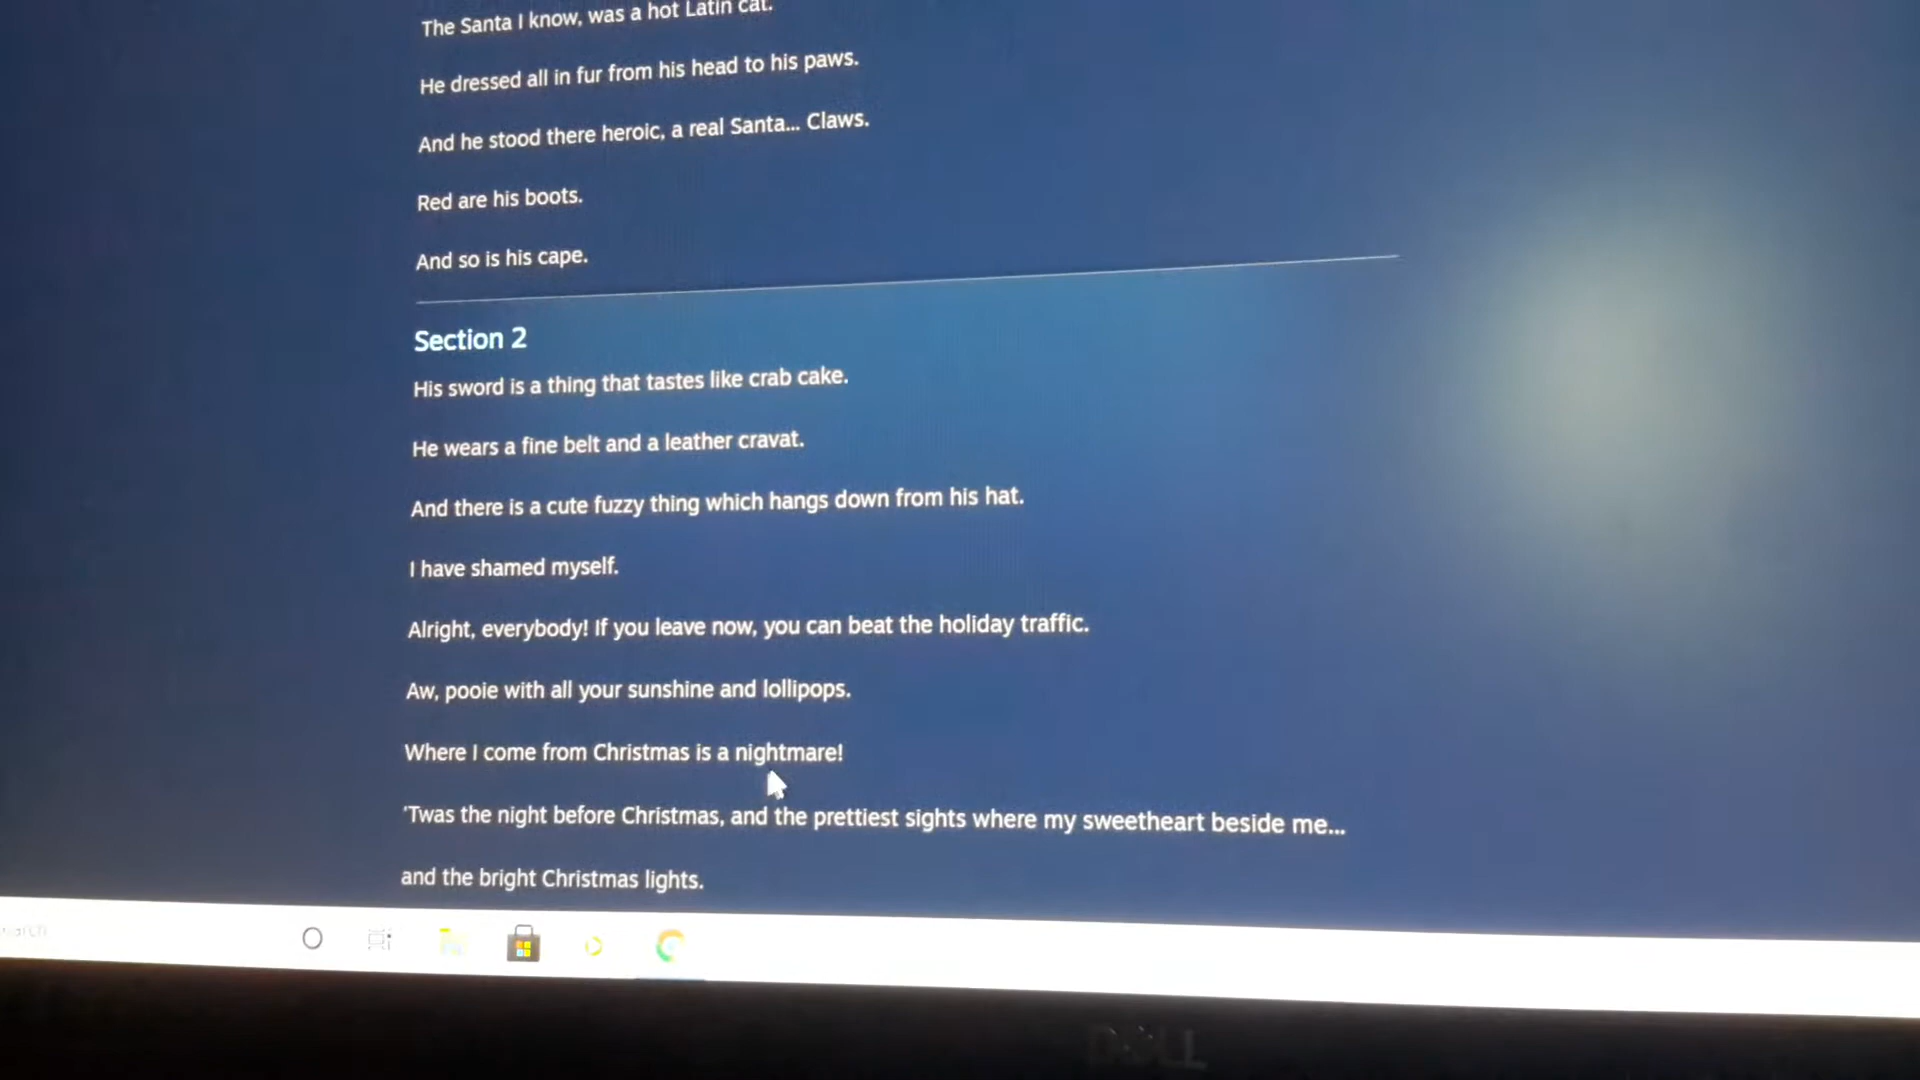 The Santa I know, was a hot Latin cat.
He dressed all in fur from his head to his paws.
And he stood there heroic, a real Santa... Claws.
Red are his boots.
And so is his cape.
Section 2
His sword is a thing that tastes like crab cake.
He wears a fine belt and a leather cravat.
And there is a cute fuzzy thing which hangs down from his hat.
I have shamed myself.
Alright, everybody! If you leave now, you can beat the holiday traffic.
Aw, pooie with all your sunshine and lollipops.
Where I come from Christmas is a nightmare!
'Twas the night before Christmas, and the prettiest sights where my sweetheart beside me...
and the bright Christmas lights.
DELL